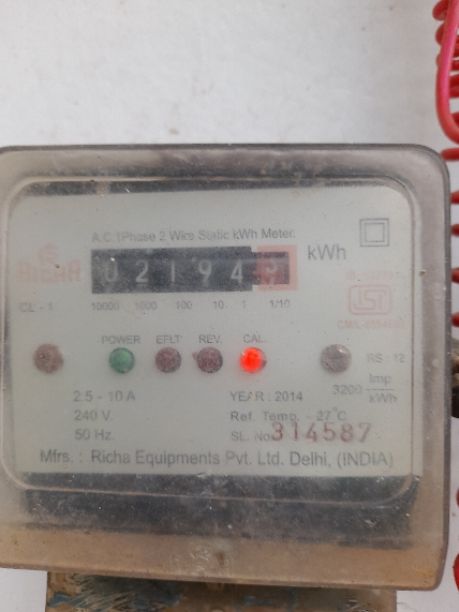 A.C.1Phase 2 Wire Static kWh Meter.
RICHA
02194
kWh
CL - 1
10000 1000 100 10 1 1/10
ISI
POWER EFLT REV. CAL.
RS : 12
3200 Imp/kWh
2.5 - 10 A
YEAR : 2014
240 V.
Ref. Temp. - 27°C
50 Hz.
SL. No. 314587
Mfrs. : Richa Equipments Pvt. Ltd. Delhi, (INDIA)